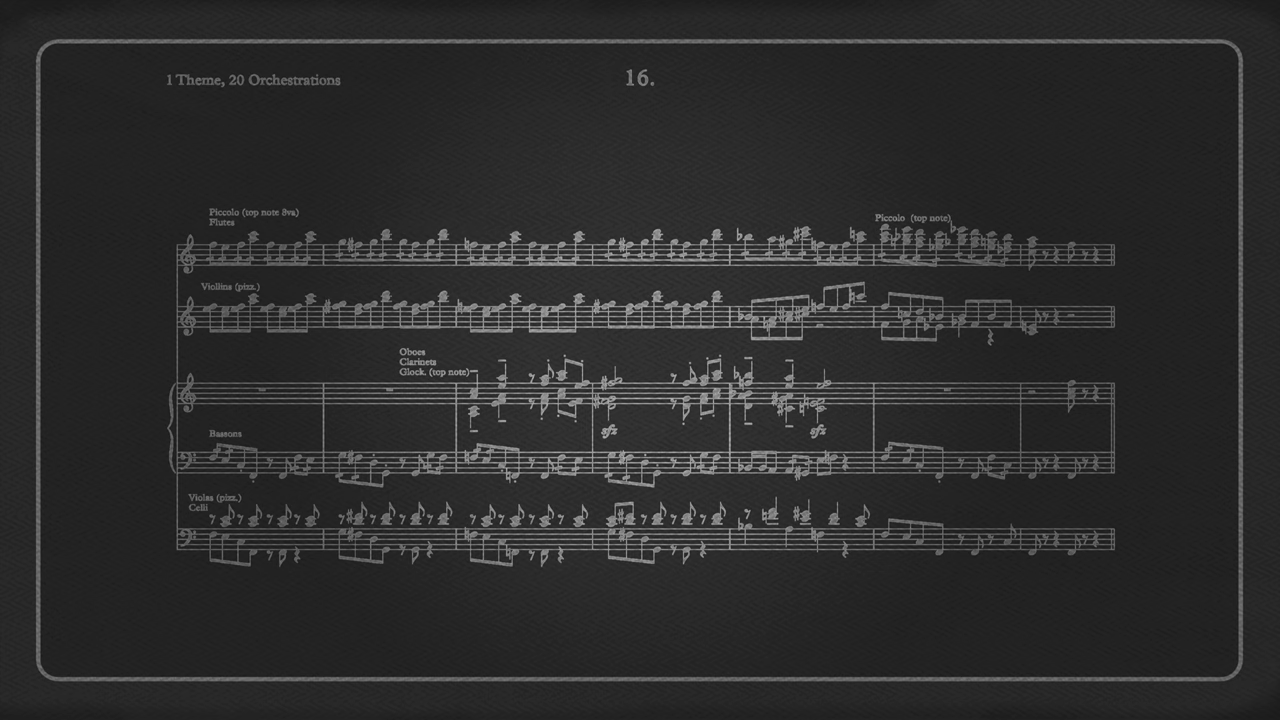 1 Theme, 20 Orchestrations
16.
Piccolo (top note 8va)
Flutes
Piccolo (top note)
Violins (pizz.)
Oboes
Clarinets
Glock. (top note)
sfz
sfz
Bassons
Violas (pizz.)
Celli